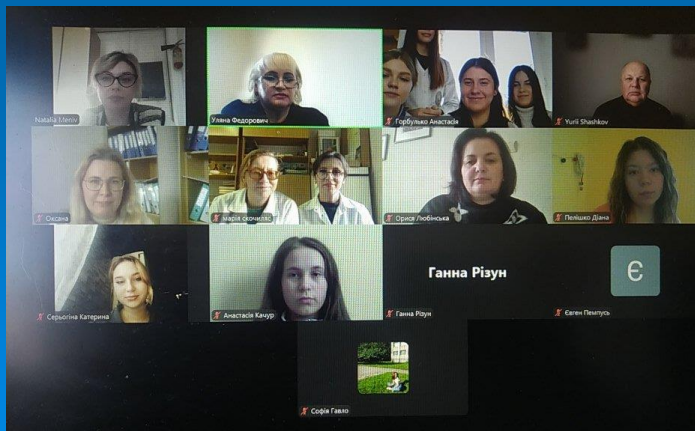 Natalia Meniv
Уляна Федорович
Горбулько Анастасія
Yurii Shashkov
Оксана
марія скочиляс
Орися Любінська
Пелішко Діана
Серьогіна Катерина
Анастасія Качур
Ганна Різун
Ганна Різун
Є
Євген Пемпусь
Софія Гавло